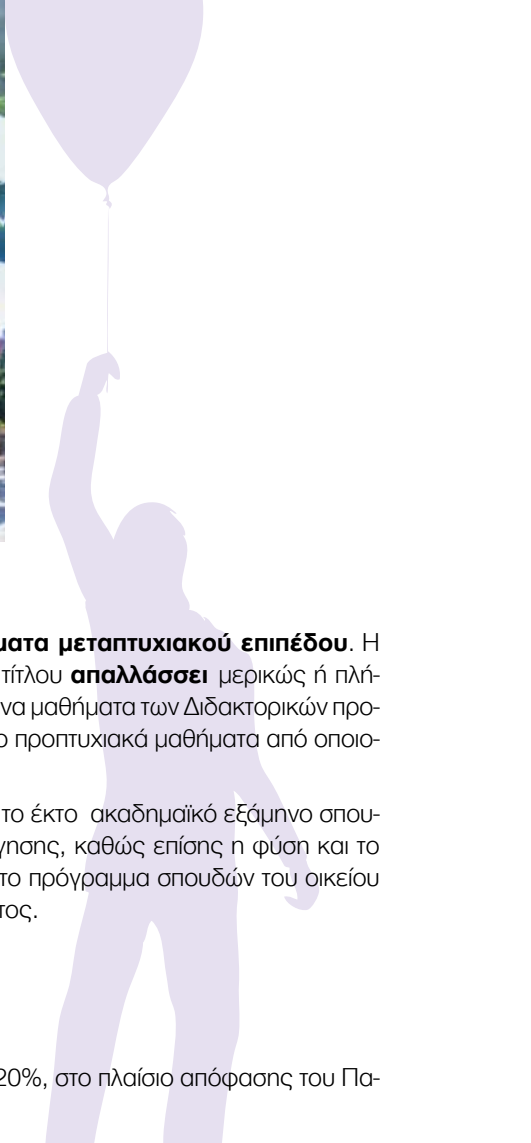 ματα μεταπτυχιακού επιπέδου. Η
τίτλου απαλλάσσει μερικώς ή πλή-
να μαθήματα των Διδακτορικών προ-
ο προπτυχιακά μαθήματα από οποιο-
το έκτο ακαδημαϊκό εξάμηνο σπου-
γησης, καθώς επίσης η φύση και το
το πρόγραμμα σπουδών του οικείου
τος.
20%, στο πλαίσιο απόφασης του Πα-